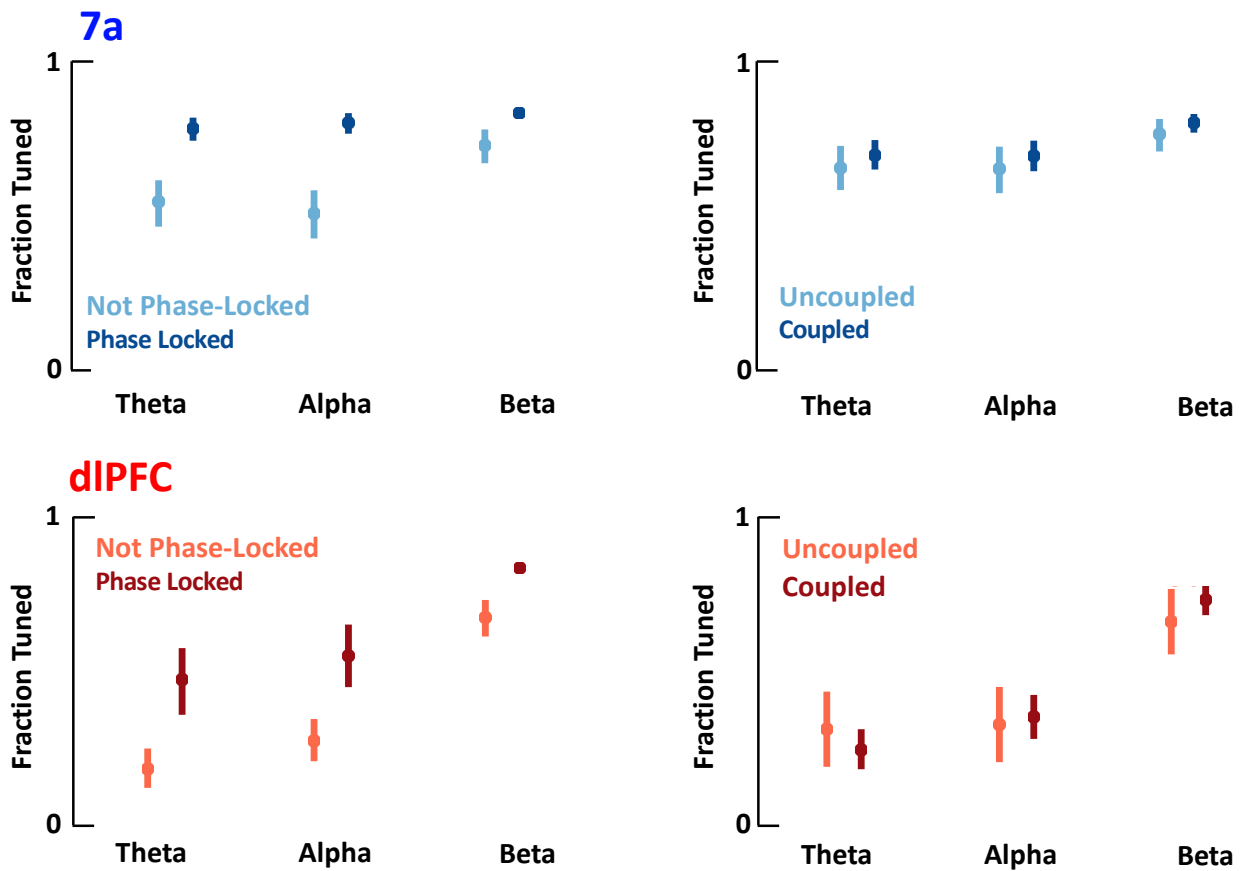 7a
1
Fraction Tuned
Not Phase-Locked
Phase Locked
0
Theta Alpha Beta
1
Fraction Tuned
Uncoupled
Coupled
0
Theta Alpha Beta
dlPFC
1
Fraction Tuned
Not Phase-Locked
Phase Locked
0
Theta Alpha Beta
1
Fraction Tuned
Uncoupled
Coupled
0
Theta Alpha Beta